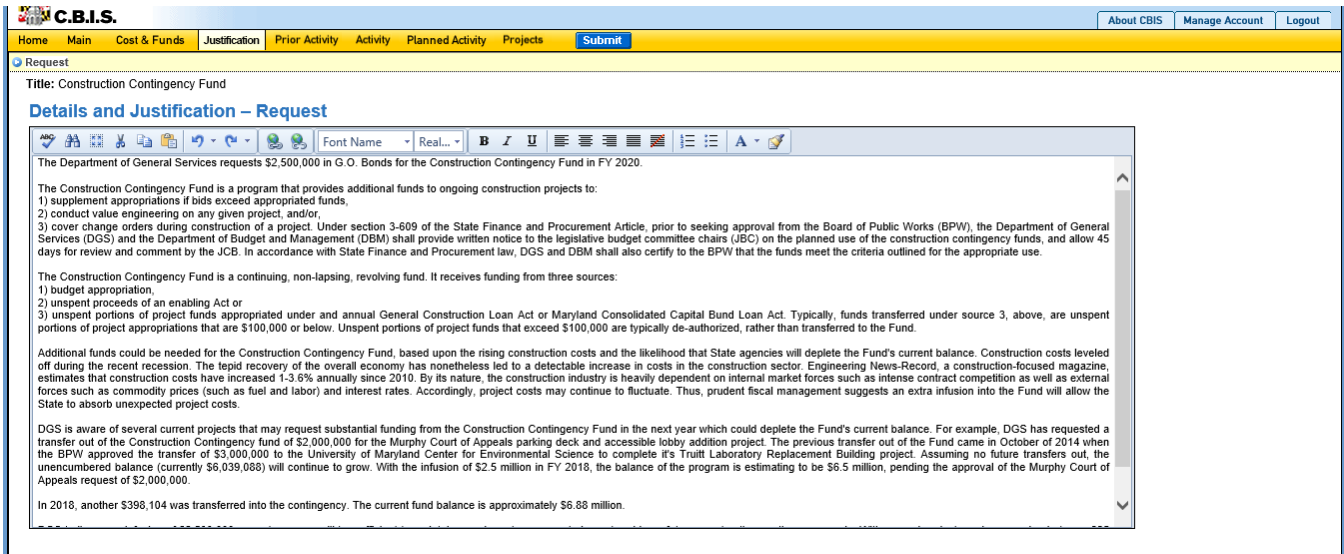 C.B.I.S.
About CBIS Manage Account Logout
Home Main Cost & Funds Justification Prior Activity Activity Planned Activity Projects Submit
Request
Title: Construction Contingency Fund
Details and Justification – Request
ABC Font Name Real... B I U A
The Department of General Services requests $2,500,000 in G.O. Bonds for the Construction Contingency Fund in FY 2020.
The Construction Contingency Fund is a program that provides additional funds to ongoing construction projects to:
1) supplement appropriations if bids exceed appropriated funds,
2) conduct value engineering on any given project, and/or,
3) cover change orders during construction of a project. Under section 3-609 of the State Finance and Procurement Article, prior to seeking approval from the Board of Public Works (BPW), the Department of General
Services (DGS) and the Department of Budget and Management (DBM) shall provide written notice to the legislative budget committee chairs (JBC) on the planned use of the construction contingency funds, and allow 45
days for review and comment by the JCB. In accordance with State Finance and Procurement law, DGS and DBM shall also certify to the BPW that the funds meet the criteria outlined for the appropriate use.
The Construction Contingency Fund is a continuing, non-lapsing, revolving fund. It receives funding from three sources:
1) budget appropriation,
2) unspent proceeds of an enabling Act or
3) unspent portions of project funds appropriated under and annual General Construction Loan Act or Maryland Consolidated Capital Bund Loan Act. Typically, funds transferred under source 3, above, are unspent
portions of project appropriations that are $100,000 or below. Unspent portions of project funds that exceed $100,000 are typically de-authorized, rather than transferred to the Fund.
Additional funds could be needed for the Construction Contingency Fund, based upon the rising construction costs and the likelihood that State agencies will deplete the Fund's current balance. Construction costs leveled
off during the recent recession. The tepid recovery of the overall economy has nonetheless led to a detectable increase in costs in the construction sector. Engineering News-Record, a construction-focused magazine,
estimates that construction costs have increased 1-3.6% annually since 2010. By its nature, the construction industry is heavily dependent on internal market forces such as intense contract competition as well as external
forces such as commodity prices (such as fuel and labor) and interest rates. Accordingly, project costs may continue to fluctuate. Thus, prudent fiscal management suggests an extra infusion into the Fund will allow the
State to absorb unexpected project costs.
DGS is aware of several current projects that may request substantial funding from the Construction Contingency Fund in the next year which could deplete the Fund's current balance. For example, DGS has requested a
transfer out of the Construction Contingency fund of $2,000,000 for the Murphy Court of Appeals parking deck and accessible lobby addition project. The previous transfer out of the Fund came in October of 2014 when
the BPW approved the transfer of $3,000,000 to the University of Maryland Center for Environmental Science to complete it's Truitt Laboratory Replacement Building project. Assuming no future transfers out, the
unencumbered balance (currently $6,039,088) will continue to grow. With the infusion of $2.5 million in FY 2018, the balance of the program is estimating to be $6.5 million, pending the approval of the Murphy Court of
Appeals request of $2,000,000.
In 2018, another $398,104 was transferred into the contingency. The current fund balance is approximately $6.88 million.